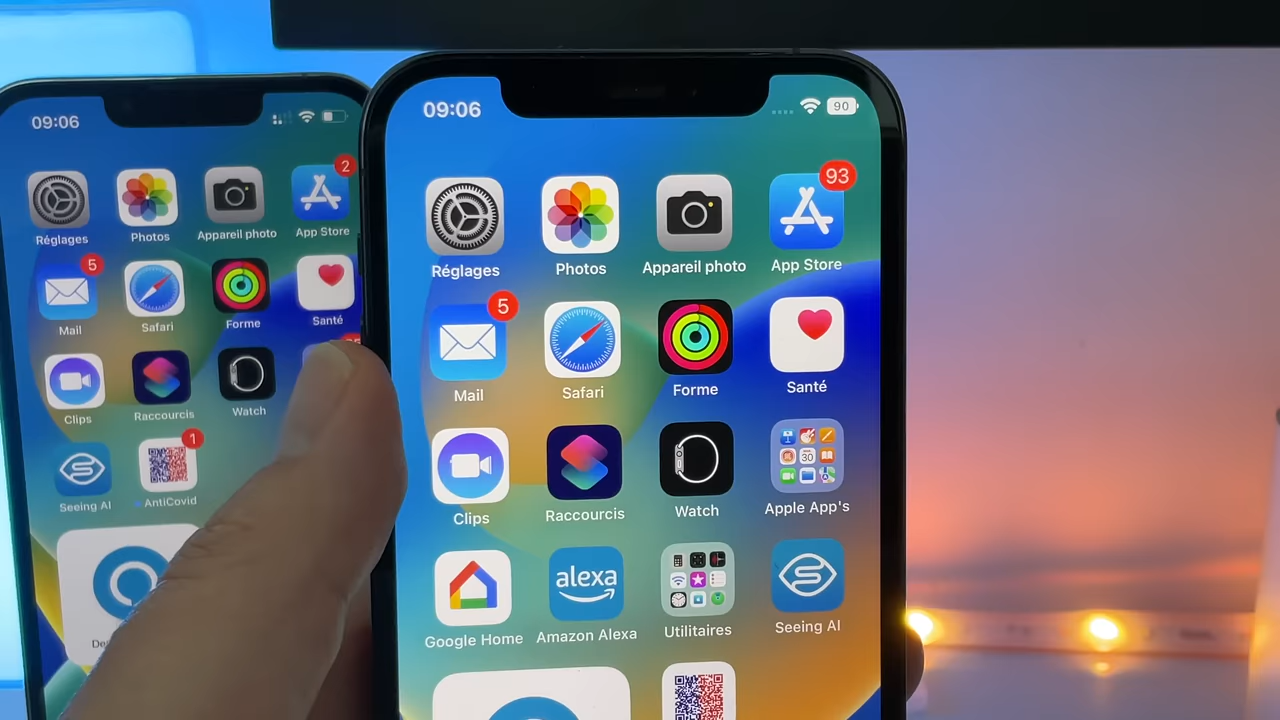 09:06
2
Réglages
Photos
Appareil photo
App Store
5
Mail
Safari
Forme
Santé
Clips
Raccourcis
Watch
1
Seeing AI
AntiCovid
09:06
90
93
Réglages
Photos
Appareil photo
App Store
5
Mail
Safari
Forme
Santé
30
Clips
Raccourcis
Watch
Apple App's
alexa
Google Home
Amazon Alexa
Utilitaires
Seeing AI